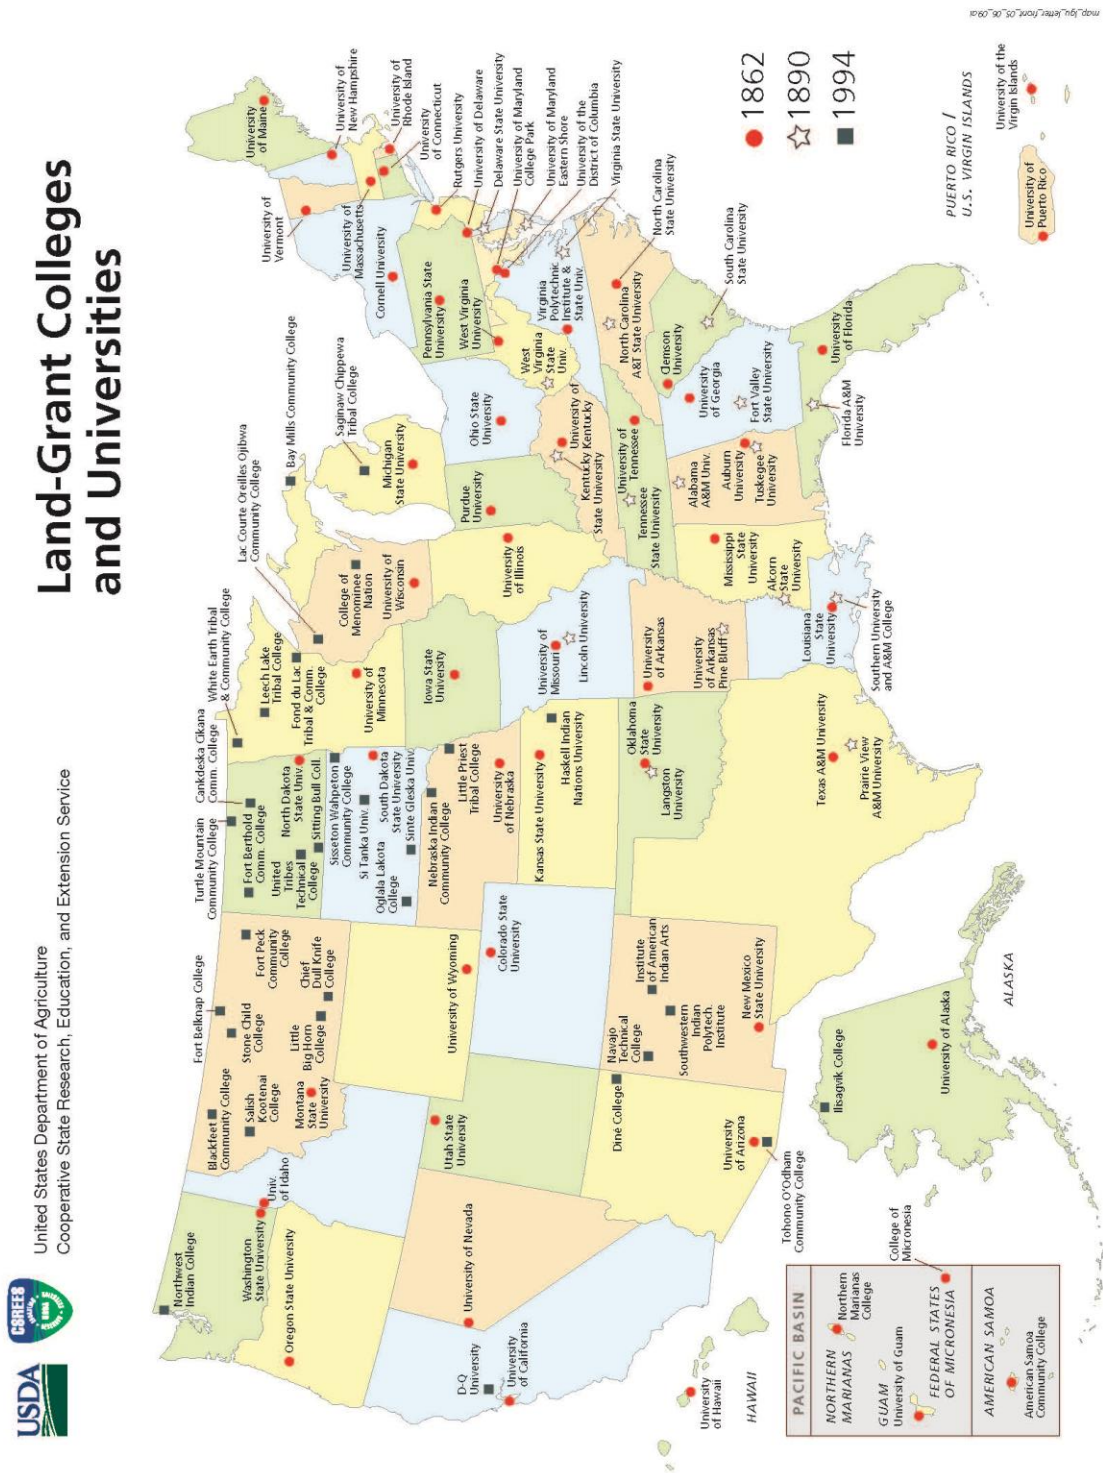 Land-Grant Colleges
and Universities
USDA
CSREES
United States Department of Agriculture
Cooperative State Research, Education, and Extension Service
Northwest
Indian College
Washington
State University
Univ.
of Idaho
Oregon State University
University of Nevada
D-Q
University
University
of California
Blackfeet
Community College
Salish
Kootenai
College
Montana
State
University
Fort Belknap College
Stone Child
College
Little
Big Horn
College
Fort Peck
Community
College
Chief
Dull Knife
College
University of Wyoming
Utah State
University
Colorado State
University
Diné College
University
of Arizona
Tohono O'Odham
Community College
Navajo
Technical
College
Institute
of American
Indian Arts
Southwestern
Indian
Polytech.
Institute
New Mexico
State University
Turtle Mountain
Community College
Cankdeska Cikana
Comm. College
Fort Berthold
Comm. College
United
Tribes
Technical
College
North Dakota
State Univ.
Sitting Bull Coll.
Sisseton Wahpeton
Community College
Si Tanka Univ.
Oglala Lakota
College
South Dakota
State University
Sinte Gleska Univ.
Nebraska Indian
Community College
Little Priest
Tribal College
University
of Nebraska
Kansas State University
Haskell Indian
Nations University
Oklahoma
State
University
Langston
University
Texas A&M University
Prairie View
A&M University
White Earth Tribal
& Community College
Leech Lake
Tribal College
Fond du Lac
Tribal & Comm.
College
University of
Minnesota
Iowa State
University
University of
Missouri
Lincoln University
University
of Arkansas
University
of Arkansas
Pine Bluff
Louisiana
State
University
Southern University
and A&M College
Lac Courte Oreilles Ojibwa
Community College
College of
Menominee
Nation
University of
Wisconsin
University
of Illinois
Bay Mills Community College
Saginaw Chippewa
Tribal College
Michigan
State University
Purdue
University
Ohio State
University
University of
Kentucky
Kentucky
State University
University of
Tennessee
Tennessee
State University
Mississippi
State
University
Alcorn
State
University
Alabama
A&M Univ.
Auburn
University
Tuskegee
University
University
of Georgia
Fort Valley
State University
Florida A&M
University
University
of Florida
Clemson
University
South Carolina
State University
North Carolina
A&T State University
North Carolina
State University
Virginia
Polytechnic
Institute &
State Univ.
West
Virginia
State
Univ.
West Virginia
University
Pennsylvania State
University
Cornell University
University of
Vermont
University of
Massachusetts
University
of Maine
University of
New Hampshire
University of
Rhode Island
University
of Connecticut
Rutgers University
University of Delaware
Delaware State University
University of Maryland
College Park
University of Maryland
Eastern Shore
University of the
District of Columbia
Virginia State University
1862
1890
1994
PUERTO RICO /
U.S. VIRGIN ISLANDS
University of
Puerto Rico
University of the
Virgin Islands
ALASKA
Ilisagvik College
University of Alaska
HAWAII
University
of Hawaii
PACIFIC BASIN
NORTHERN
MARIANAS
Northern
Marianas
College
GUAM
University of Guam
College of
Micronesia
FEDERAL STATES
OF MICRONESIA
AMERICAN SAMOA
American Samoa
Community College
map_lgu_letter_front_05_06_09.ai